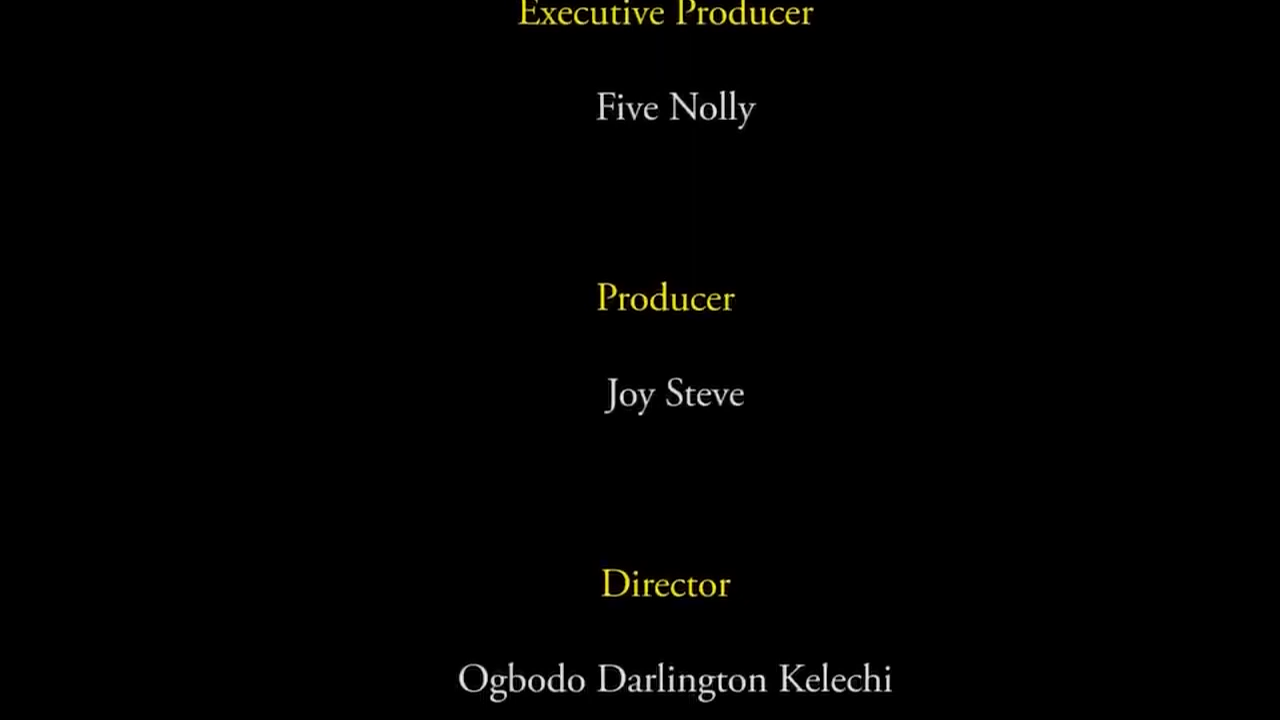 Executive Producer
Five Nolly
Producer
Joy Steve
Director
Ogbodo Darlington Kelechi